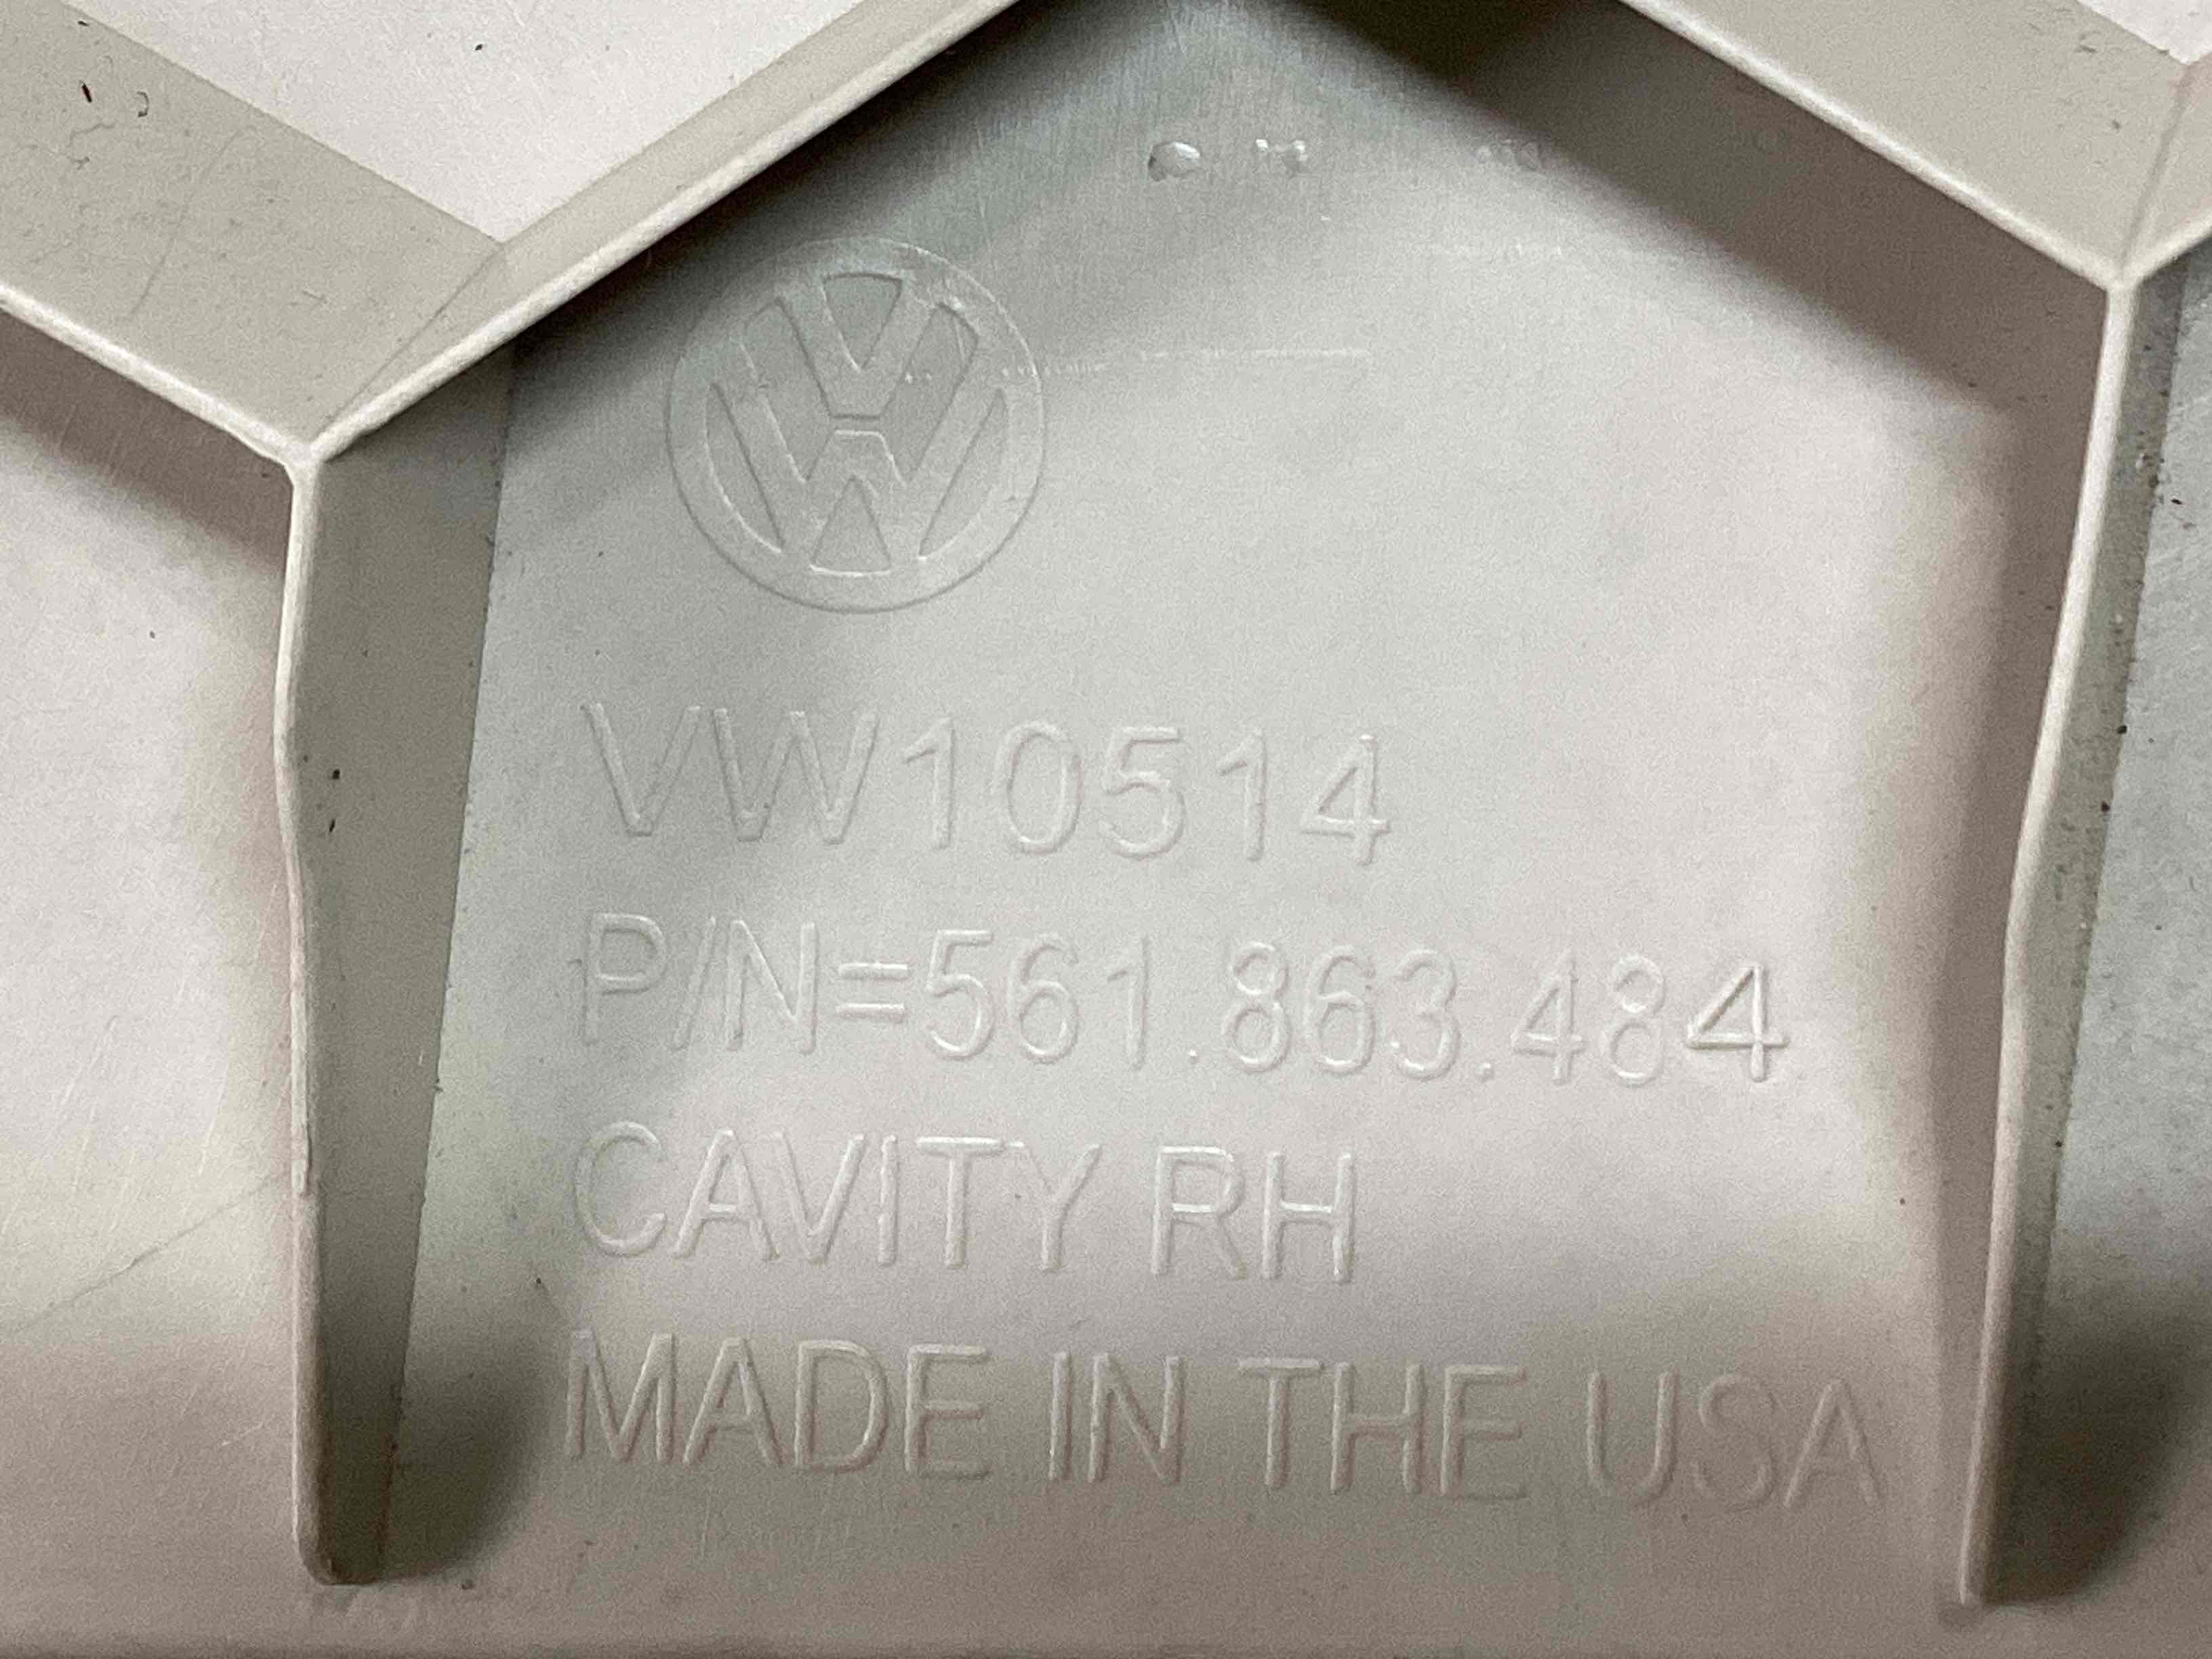 VW10514
P/N=561.863.484
CAVITY RH
MADE IN THE USA